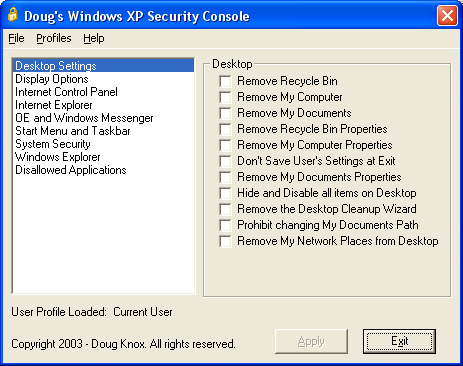 Doug's Windows XP Security Console
File Profiles Help
Desktop Settings
Display Options
Internet Control Panel
Internet Explorer
OE and Windows Messenger
Start Menu and Taskbar
System Security
Windows Explorer
Disallowed Applications
Desktop
Remove Recycle Bin
Remove My Computer
Remove My Documents
Remove Recycle Bin Properties
Remove My Computer Properties
Don't Save User's Settings at Exit
Remove My Documents Properties
Hide and Disable all items on Desktop
Remove the Desktop Cleanup Wizard
Prohibit changing My Documents Path
Remove My Network Places from Desktop
User Profile Loaded: Current User
Copyright 2003 - Doug Knox. All rights reserved.
Apply
Exit